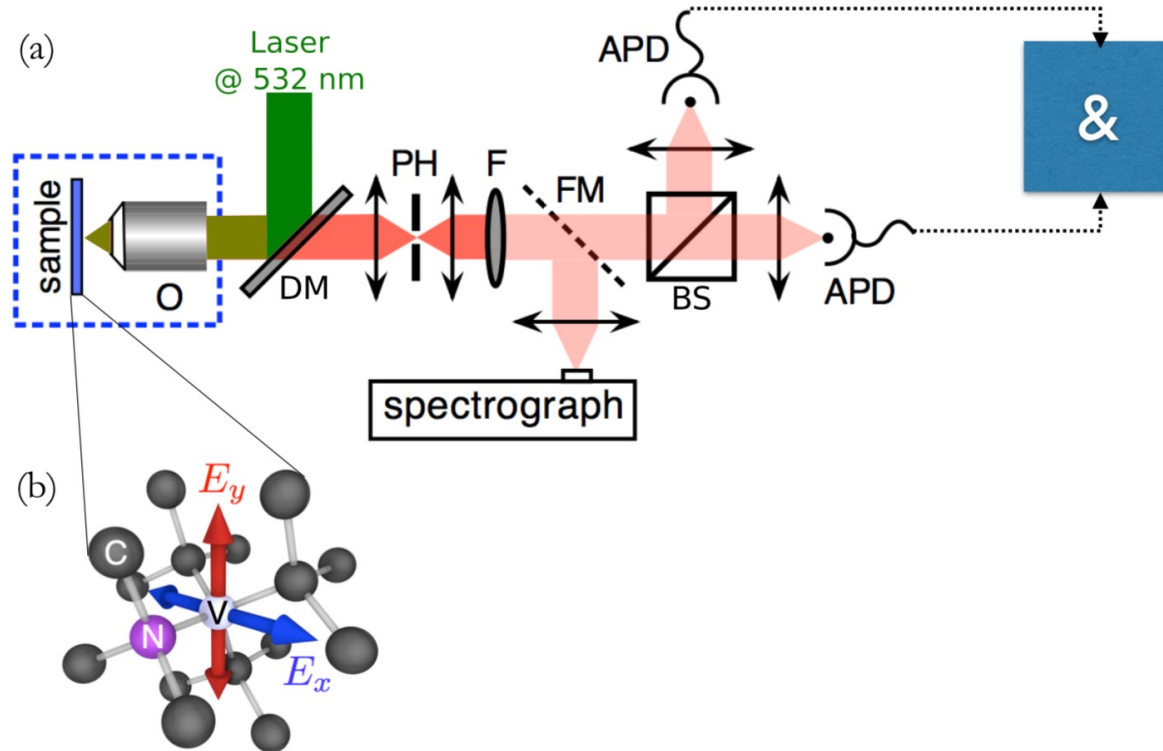 (a)
Laser
@ 532 nm
APD
&
sample
O
DM
PH
F
FM
BS
APD
spectrograph
(b)
E_y
C
V
N
E_x